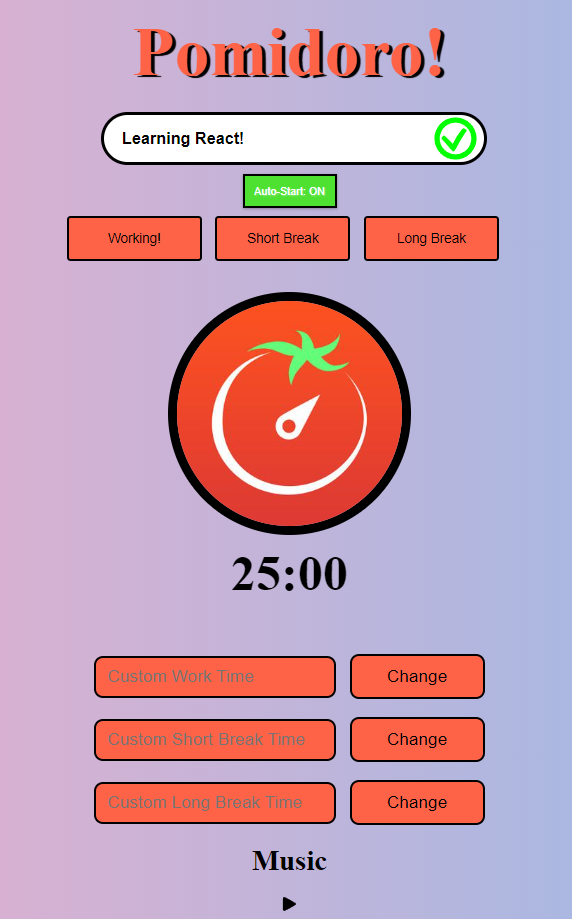 Pomidoro!
Learning React!
Auto-Start: ON
Working! Short Break Long Break
25:00
Custom Work Time Change
Custom Short Break Time Change
Custom Long Break Time Change
Music